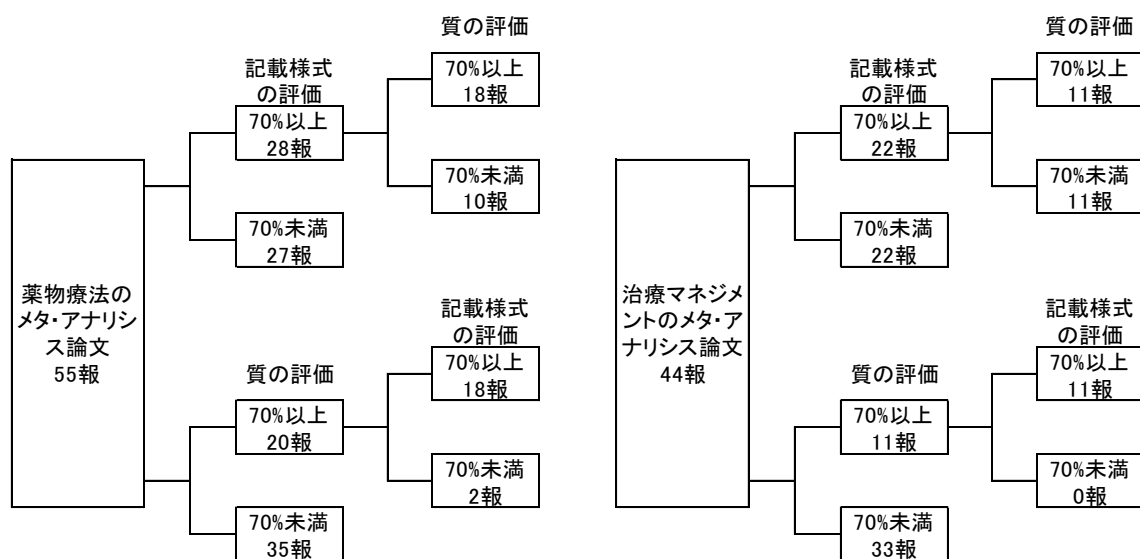 薬物療法の
メタ・アナリシ
ス論文
55報
記載様式
の評価
70%以上
28報
70%未満
27報
質の評価
70%以上
18報
70%未満
10報
質の評価
70%以上
20報
70%未満
35報
記載様式
の評価
70%以上
18報
70%未満
2報
治療マネジメ
ントのメタ・ア
ナリシス論文
44報
記載様式
の評価
70%以上
22報
70%未満
22報
質の評価
70%以上
11報
70%未満
11報
質の評価
70%以上
11報
70%未満
33報
記載様式
の評価
70%以上
11報
70%未満
0報